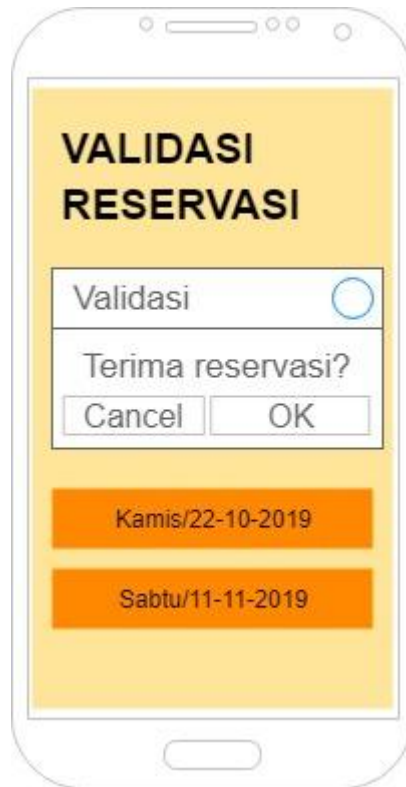 VALIDASI
RESERVASI
Validasi
Terima reservasi?
Cancel
OK
Kamis/22-10-2019
Sabtu/11-11-2019